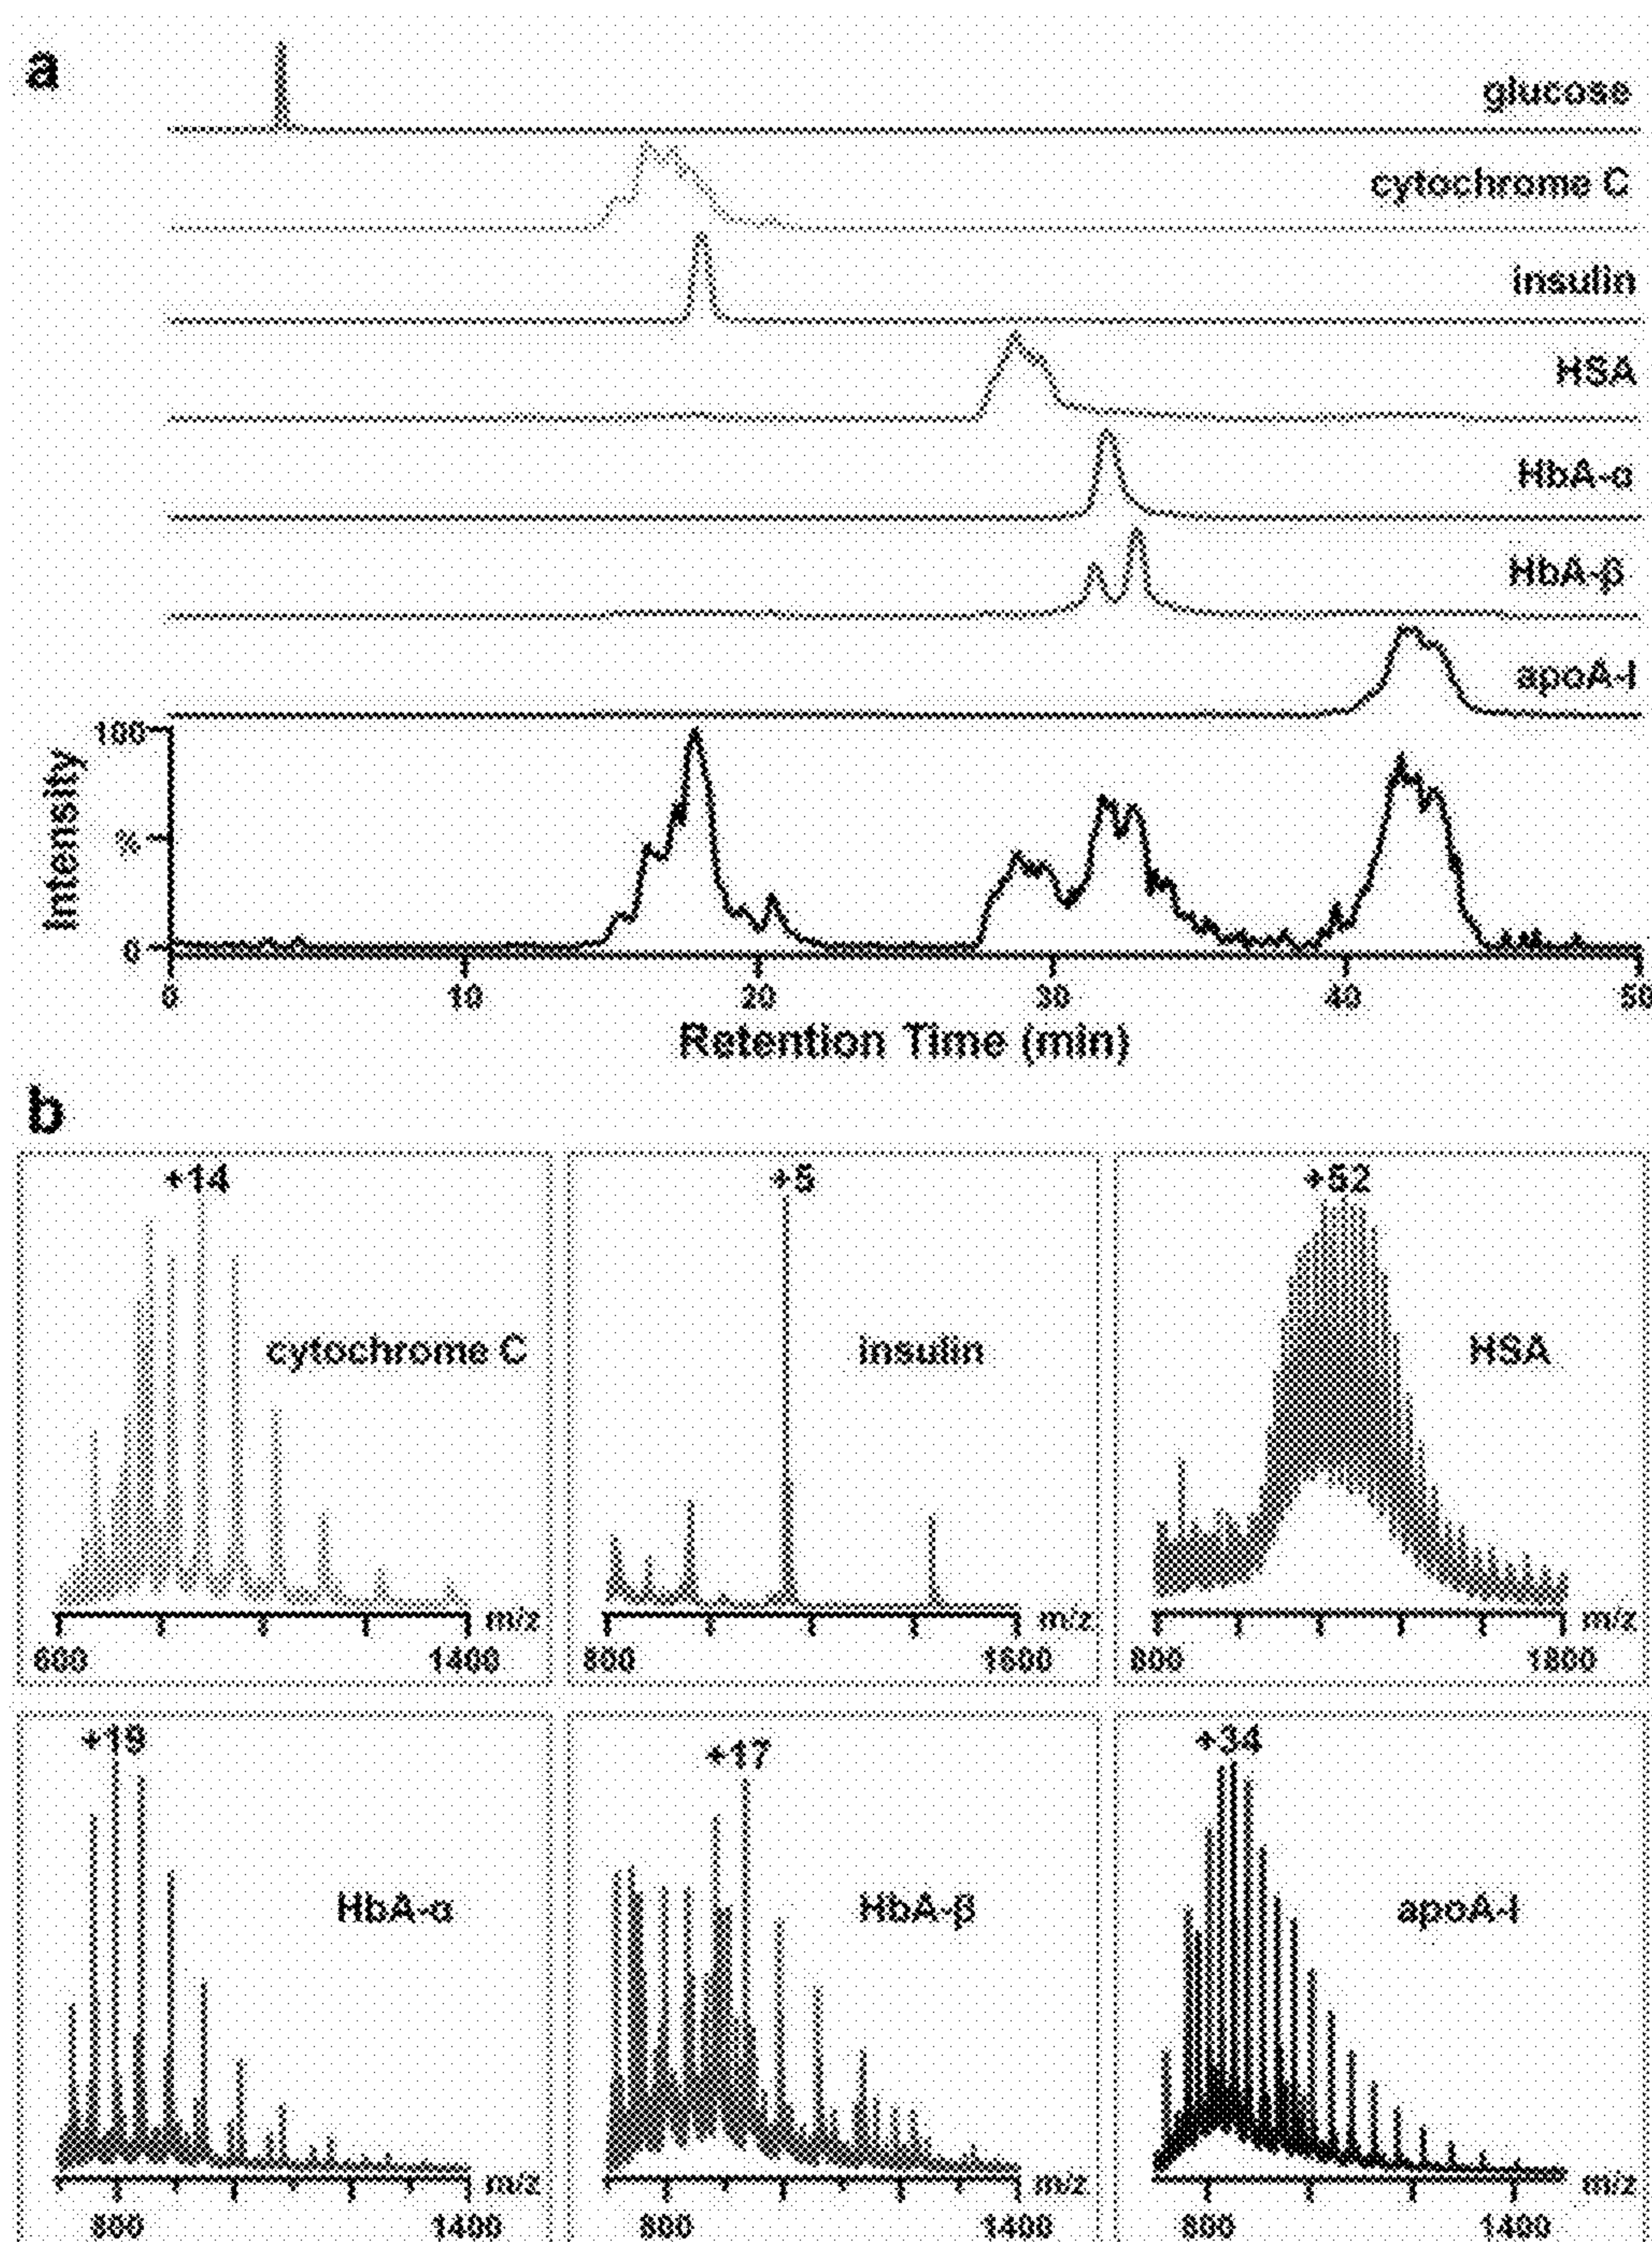 a
glucose
cytochrome C
insulin
HSA
HbA-α
HbA-β
apoA-I
Intensity
100
%
0
0 10 20 30 40 50
Retention Time (min)
b
+14 +5 +52
cytochrome C insulin HSA
m/z m/z m/z
600 1400 800 1600 800 1800
+19 +17 +34
HbA-α HbA-β apoA-I
m/z m/z m/z
800 1400 800 1400 800 1400